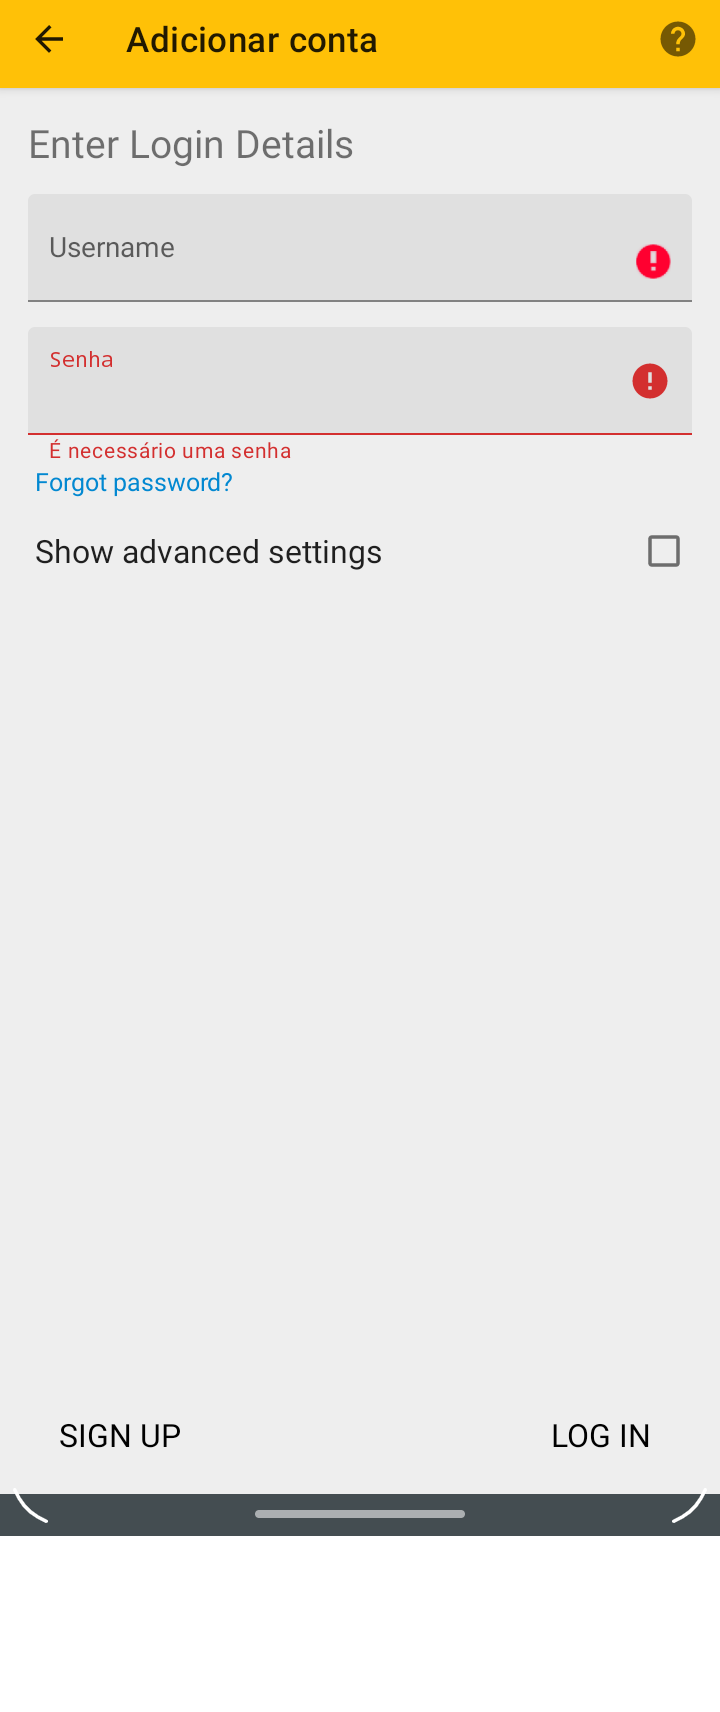 Adicionar conta
Enter Login Details
Username
Senha
É necessário uma senha
Forgot password?
Show advanced settings
SIGN UP
LOG IN